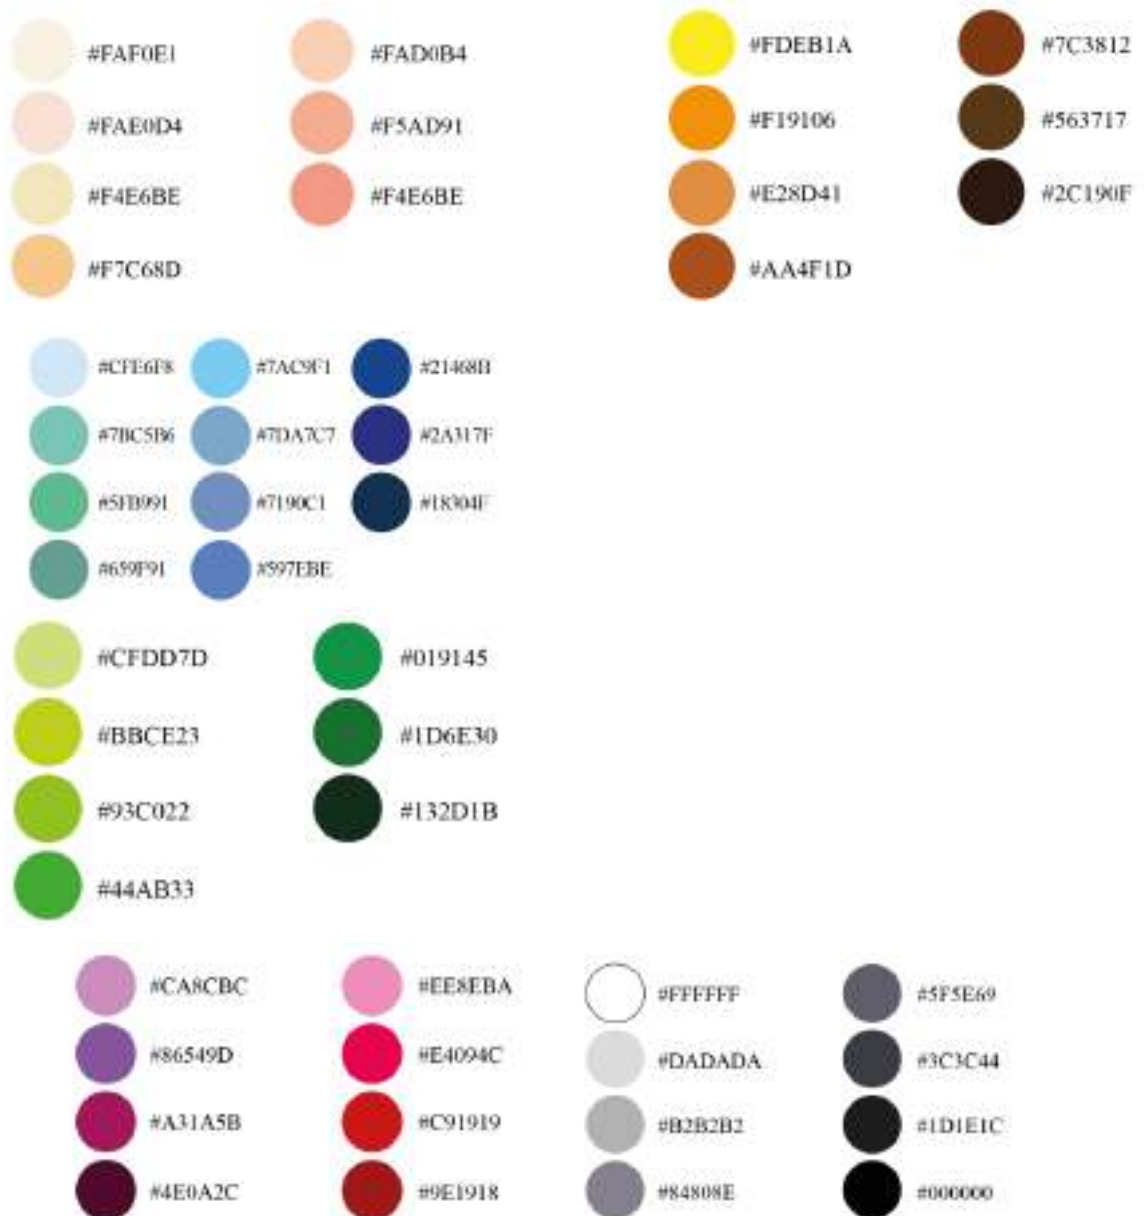 #FAF0E1
#FAE0D4
#F4E6BE
#F7C68D
#FAD0B4
#F5AD91
#F4E6BE
#FDEB1A
#F19106
#E28D41
#AA4F1D
#7C3812
#563717
#2C190F
#CFE6F8
#7BC5B6
#5FB991
#659F91
#7AC9F1
#7DA7C7
#7190C1
#597EBE
#21468B
#2A317F
#18304F
#CFDD7D
#BBCE23
#93C022
#44AB33
#019145
#1D6E30
#132D1B
#CA8CBC
#86549D
#A31A5B
#4E0A2C
#EE8EBA
#E4094C
#C91919
#9E1918
#FFFFFF
#DADADA
#B2B2B2
#84808E
#5F5E69
#3C3C44
#1D1E1C
#000000